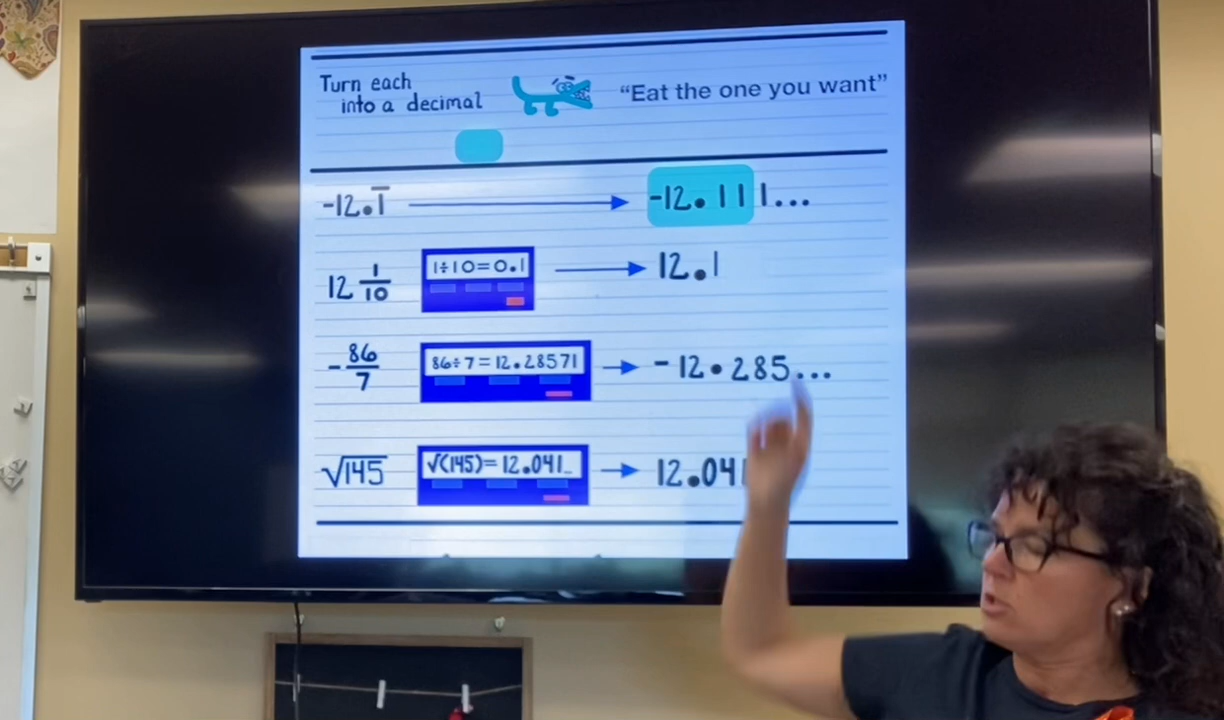 Turn each
into a decimal
“Eat the one you want”
-12.1̅ -12.111...
12 1/10 1÷10=0.1 12.1
-86/7 86÷7=12.28571 -12.285...
√145 √(145)=12.041_ 12.041